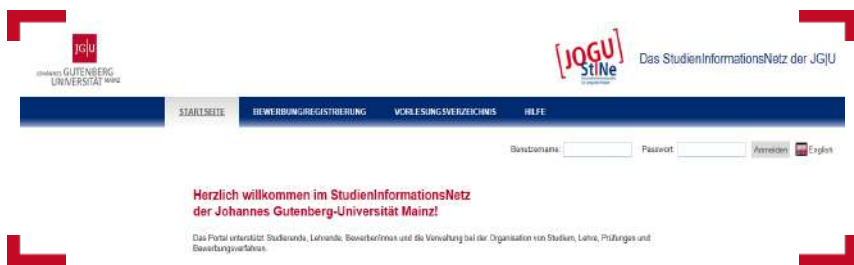 JG|U
JOHANNES GUTENBERG
UNIVERSITÄT MAINZ
[JOGU]
StINe
Das StudienInformationsNetz der JG|U
STARTSEITE BEWERBUNG/REGISTRIERUNG VORLESUNGSVERZEICHNIS HILFE
Benutzername: Passwort: Anmelden English
Herzlich willkommen im StudienInformationsNetz
der Johannes Gutenberg-Universität Mainz!
Das Portal unterstützt Studierende, Lehrende, BewerberInnen und die Verwaltung bei der Organisation von Studium, Lehre, Prüfungen und
Bewerbungsverfahren.